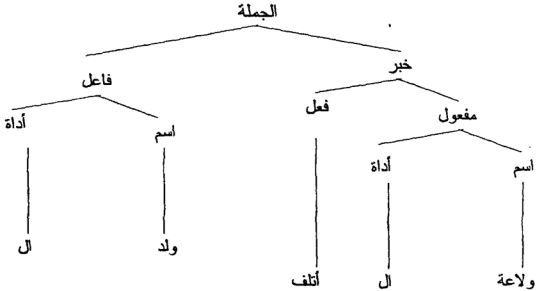 الجملة
خبر
فاعل
مفعول
فعل
اسم
أداة
اسم
أداة
ولد
ال
ولاعة
ال
أتلف